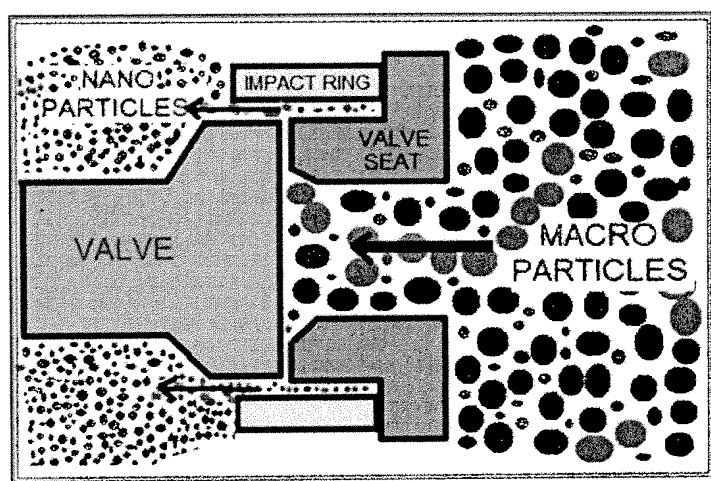 NANO
PARTICLES
IMPACT RING
VALVE
SEAT
VALVE
MACRO
PARTICLES